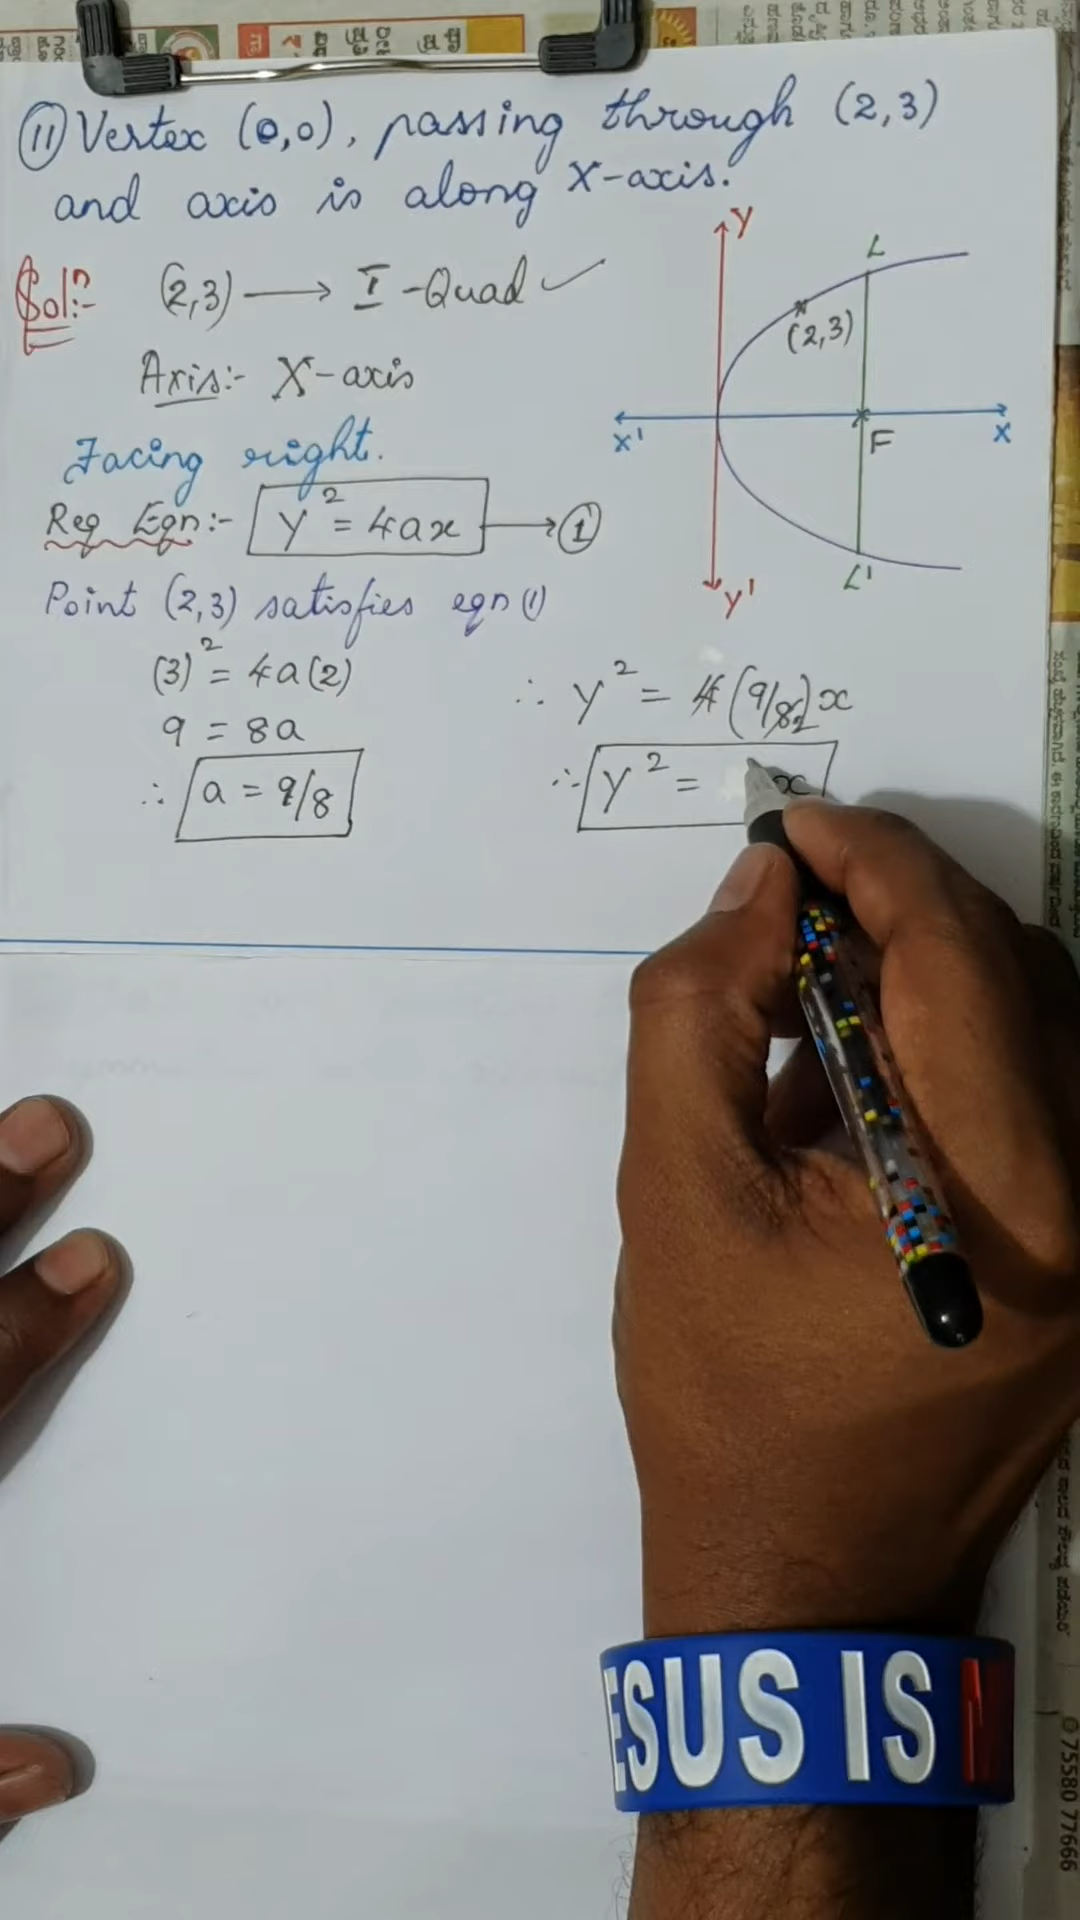 11 Vertex (0,0), passing through (2,3)
and axis is along X-axis.
Sol:- (2,3) → I-Quad ✓
Axis:- X-axis
Facing right.
Req Eqn:- y² = 4ax → 1
Point (2,3) satisfies eqn (1)
(3)² = 4a(2)
9 = 8a
∴ a = 9/8
∴ y² = 4(9/82)x
∴ y² = x
Y
L
(2,3)
X'
F
X
L'
Y'
ESUS IS
© 75580 77666